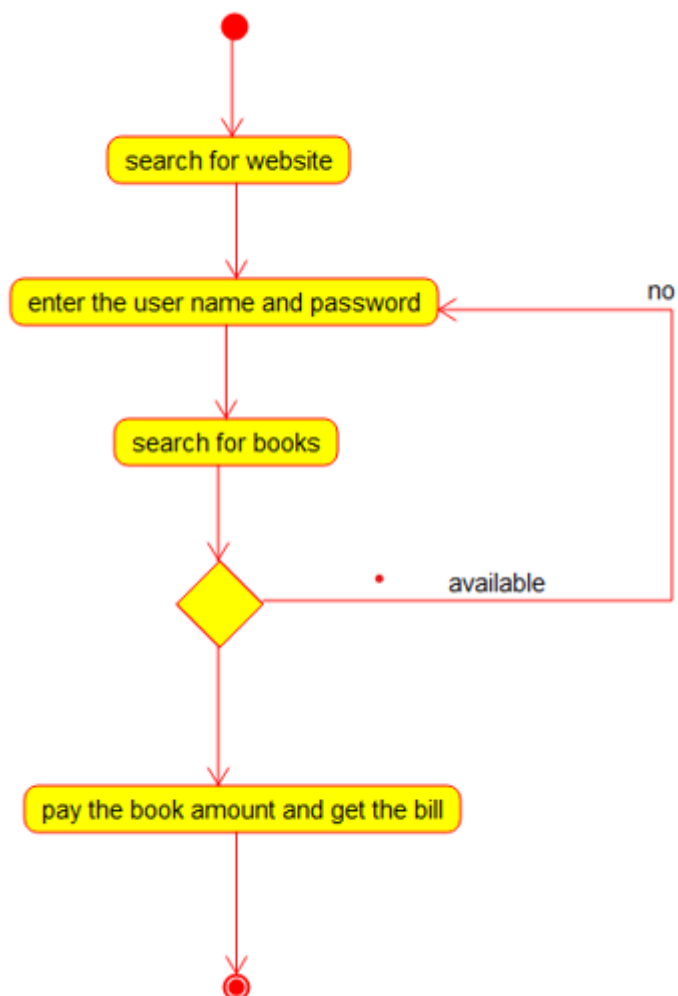 search for website
enter the user name and password
no
search for books
available
pay the book amount and get the bill